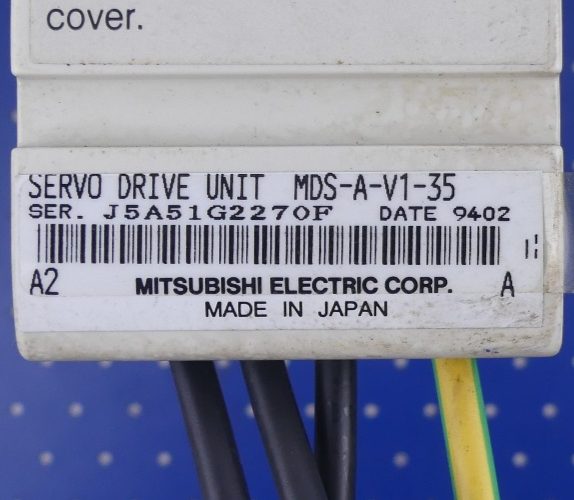 cover.
SERVO DRIVE UNIT MDS-A-V1-35
SER. J5A51G2270F DATE 9402
A2 MITSUBISHI ELECTRIC CORP. A
MADE IN JAPAN